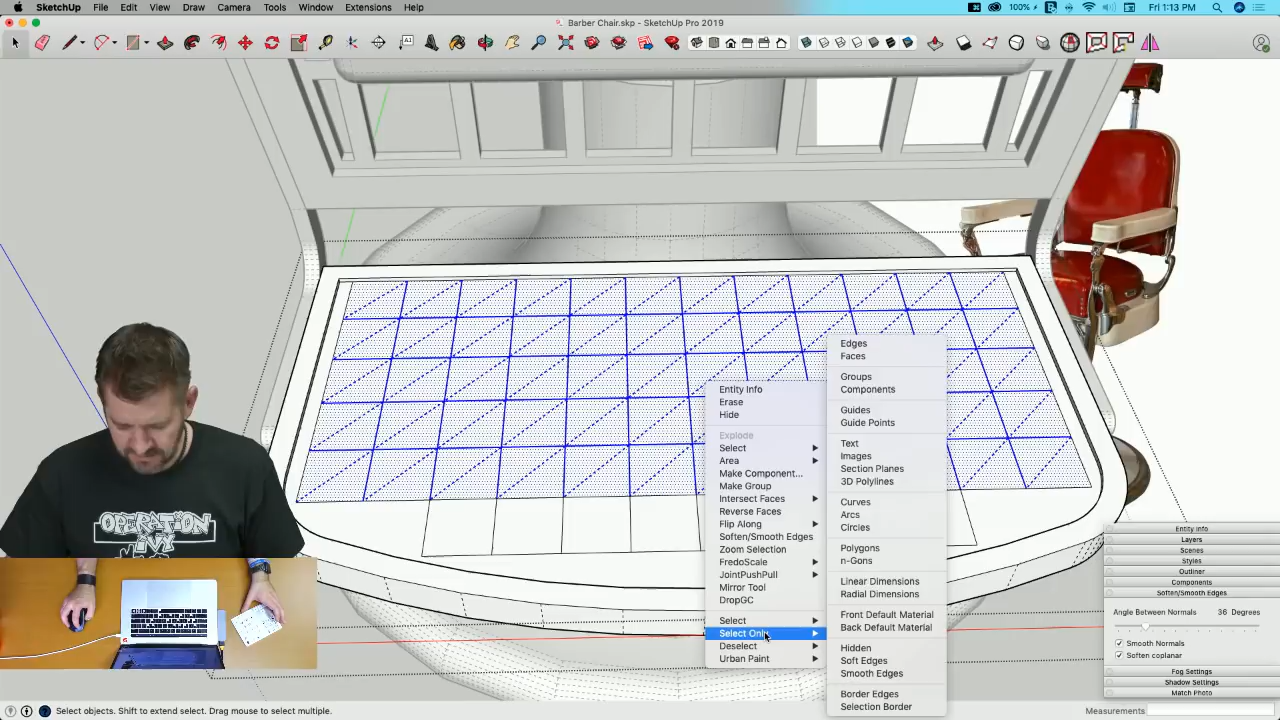 SketchUp File Edit View Draw Camera Tools Window Extensions Help
100% Fri 1:13 PM
Barber Chair.skp - SketchUp Pro 2019
Entity Info
Erase
Hide
Explode
Select
Area
Make Component...
Make Group
Intersect Faces
Reverse Faces
Flip Along
Soften/Smooth Edges
Zoom Selection
FredoScale
JointPushPull
Mirror Tool
DropGC
Select
Select Only
Deselect
Urban Paint
Edges
Faces
Groups
Components
Guides
Guide Points
Text
Images
Section Planes
3D Polylines
Curves
Arcs
Circles
Polygons
n-Gons
Linear Dimensions
Radial Dimensions
Front Default Material
Back Default Material
Hidden
Soft Edges
Smooth Edges
Border Edges
Selection Border
OPERATION
IVY
Entity Info
Layers
Scenes
Styles
Outliner
Components
Soften/Smooth Edges
Angle Between Normals 36 Degrees
Smooth Normals
Soften coplanar
Fog Settings
Shadow Settings
Match Photo
Select objects. Shift to extend select. Drag mouse to select multiple.
Measurements